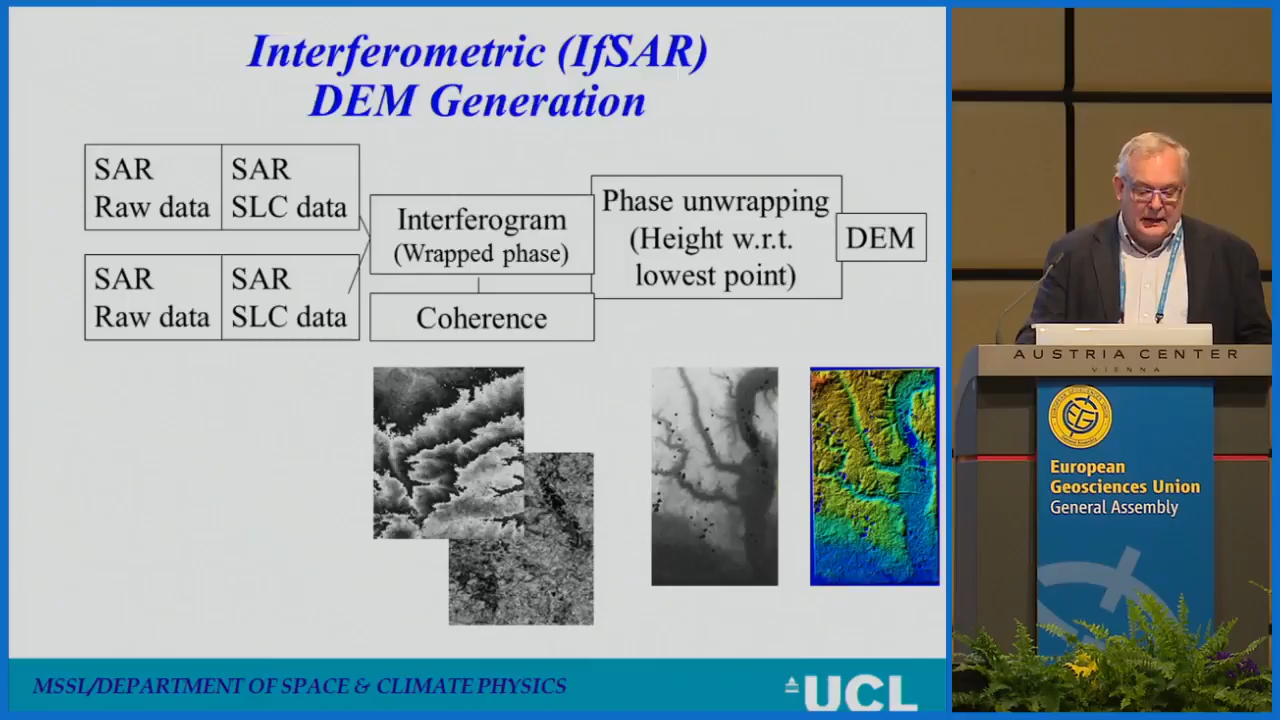 Interferometric (IfSAR)
DEM Generation
SAR
Raw data
SAR
SLC data
SAR
Raw data
SAR
SLC data
Interferogram
(Wrapped phase)
Coherence
Phase unwrapping
(Height w.r.t.
lowest point)
DEM
MSSL/DEPARTMENT OF SPACE & CLIMATE PHYSICS
UCL
AUSTRIA CENTER
VIENNA
European
Geosciences Union
General Assembly